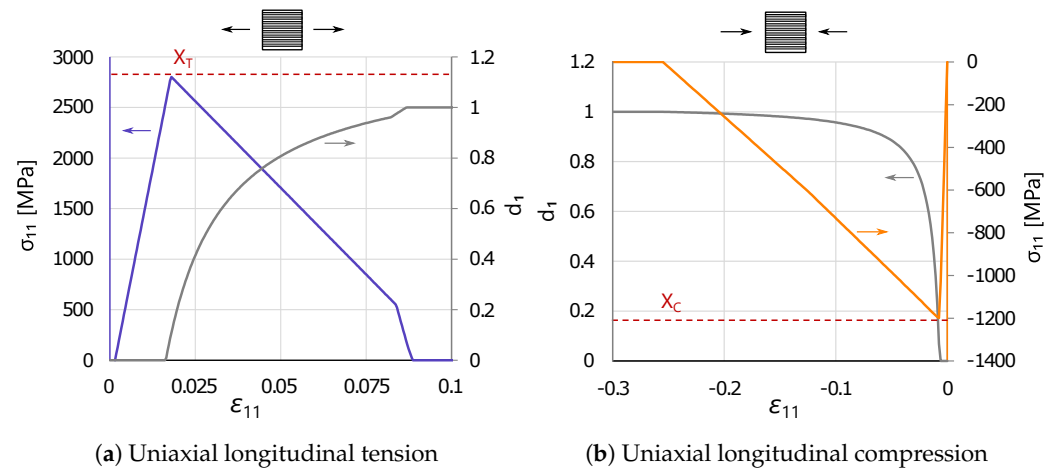 X_T
3000
2500
2000
1500
1000
500
0
σ₁₁ [MPa]
1.2
1
0.8
0.6
0.4
0.2
0
d₁
0 0.025 0.05 0.075 0.1
ε₁₁
(a) Uniaxial longitudinal tension
1.2
1
0.8
0.6
0.4
0.2
0
d₁
X_C
0
-200
-400
-600
-800
-1000
-1200
-1400
σ₁₁ [MPa]
-0.3 -0.2 -0.1 0
ε₁₁
(b) Uniaxial longitudinal compression